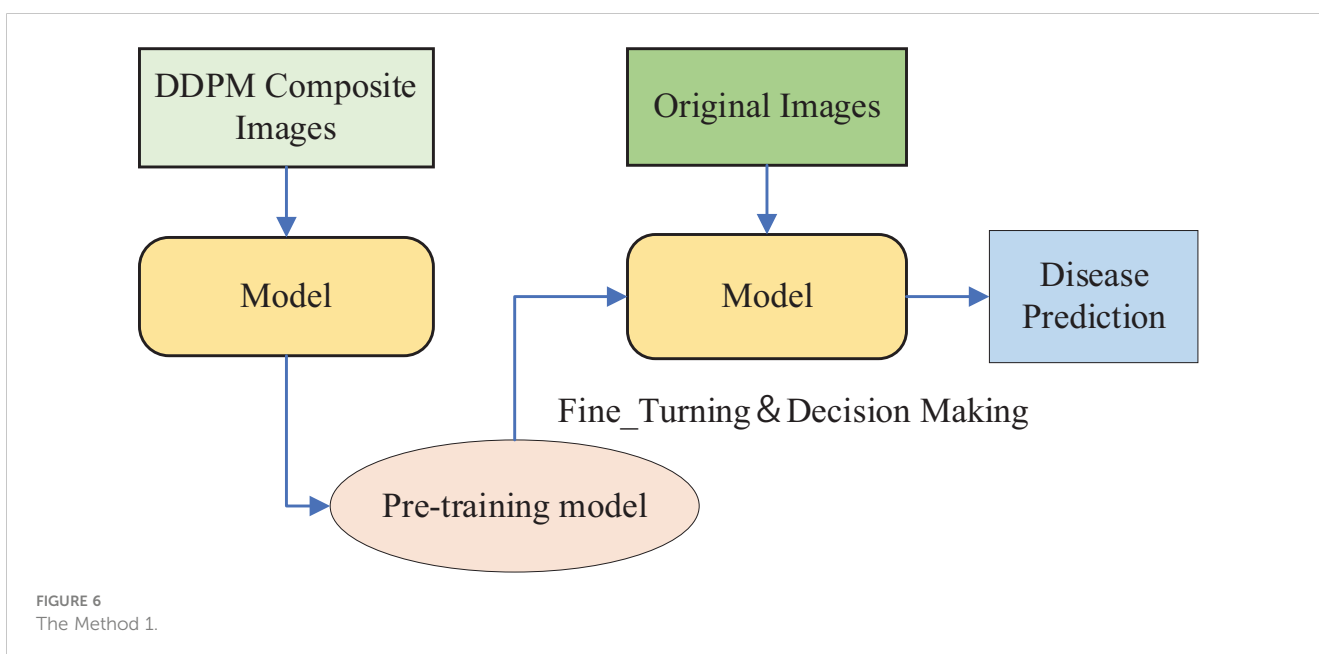 DDPM Composite
Images
Original Images
Model
Model
Disease
Prediction
Fine_Turning & Decision Making
Pre-training model
FIGURE 6
The Method 1.